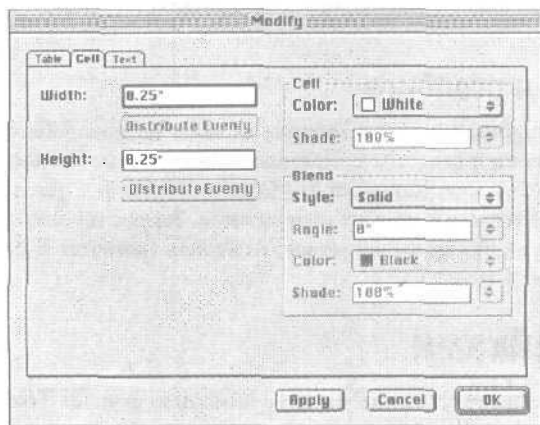 Modify
Table Cell Text
Width: 0.25"
Distribute Evenly
Height: 0.25"
Distribute Evenly
Cell
Color: White
Shade: 100%
Blend
Style: Solid
Angle: 0°
Color: Black
Shade: 100%
Apply Cancel OK